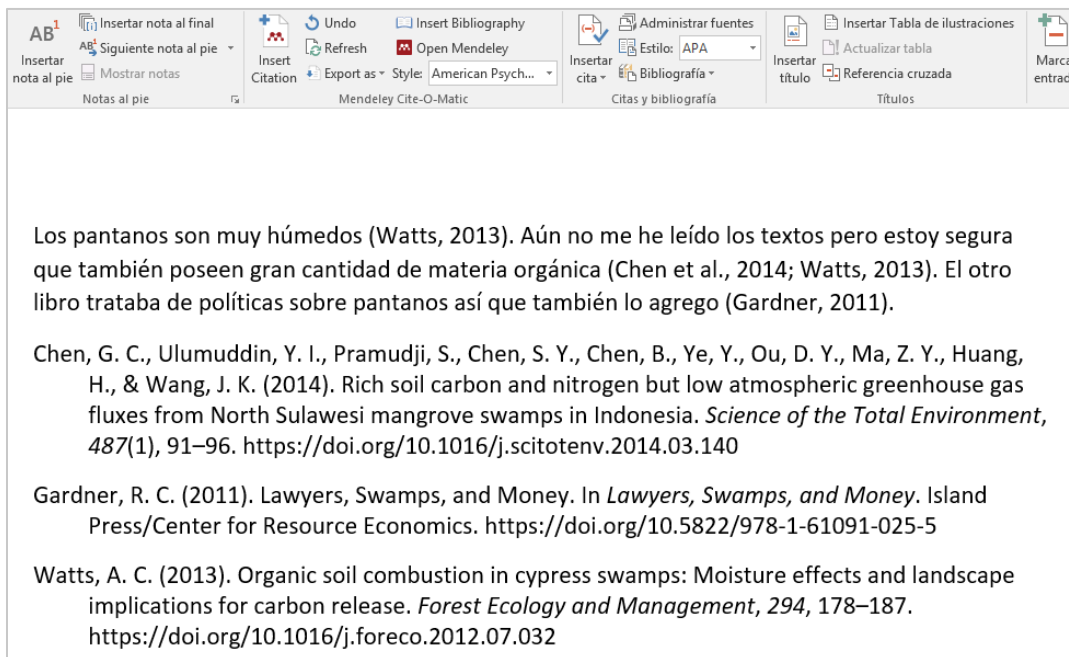 AB1
Insertar
nota al pie
Insertar nota al final
Siguiente nota al pie
Mostrar notas
Notas al pie
Insert
Citation
Undo
Refresh
Export as
Insert Bibliography
Open Mendeley
Style: American Psych...
Mendeley Cite-O-Matic
Insertar
cita
Administrar fuentes
Estilo: APA
Bibliografía
Citas y bibliografía
Insertar
título
Insertar Tabla de ilustraciones
Actualizar tabla
Referencia cruzada
Títulos
Marca
entrad
Los pantanos son muy húmedos (Watts, 2013). Aún no me he leído los textos pero estoy segura
que también poseen gran cantidad de materia orgánica (Chen et al., 2014; Watts, 2013). El otro
libro trataba de políticas sobre pantanos así que también lo agrego (Gardner, 2011).
Chen, G. C., Ulumuddin, Y. I., Pramudji, S., Chen, S. Y., Chen, B., Ye, Y., Ou, D. Y., Ma, Z. Y., Huang,
H., & Wang, J. K. (2014). Rich soil carbon and nitrogen but low atmospheric greenhouse gas
fluxes from North Sulawesi mangrove swamps in Indonesia. Science of the Total Environment,
487(1), 91–96. https://doi.org/10.1016/j.scitotenv.2014.03.140
Gardner, R. C. (2011). Lawyers, Swamps, and Money. In Lawyers, Swamps, and Money. Island
Press/Center for Resource Economics. https://doi.org/10.5822/978-1-61091-025-5
Watts, A. C. (2013). Organic soil combustion in cypress swamps: Moisture effects and landscape
implications for carbon release. Forest Ecology and Management, 294, 178–187.
https://doi.org/10.1016/j.foreco.2012.07.032